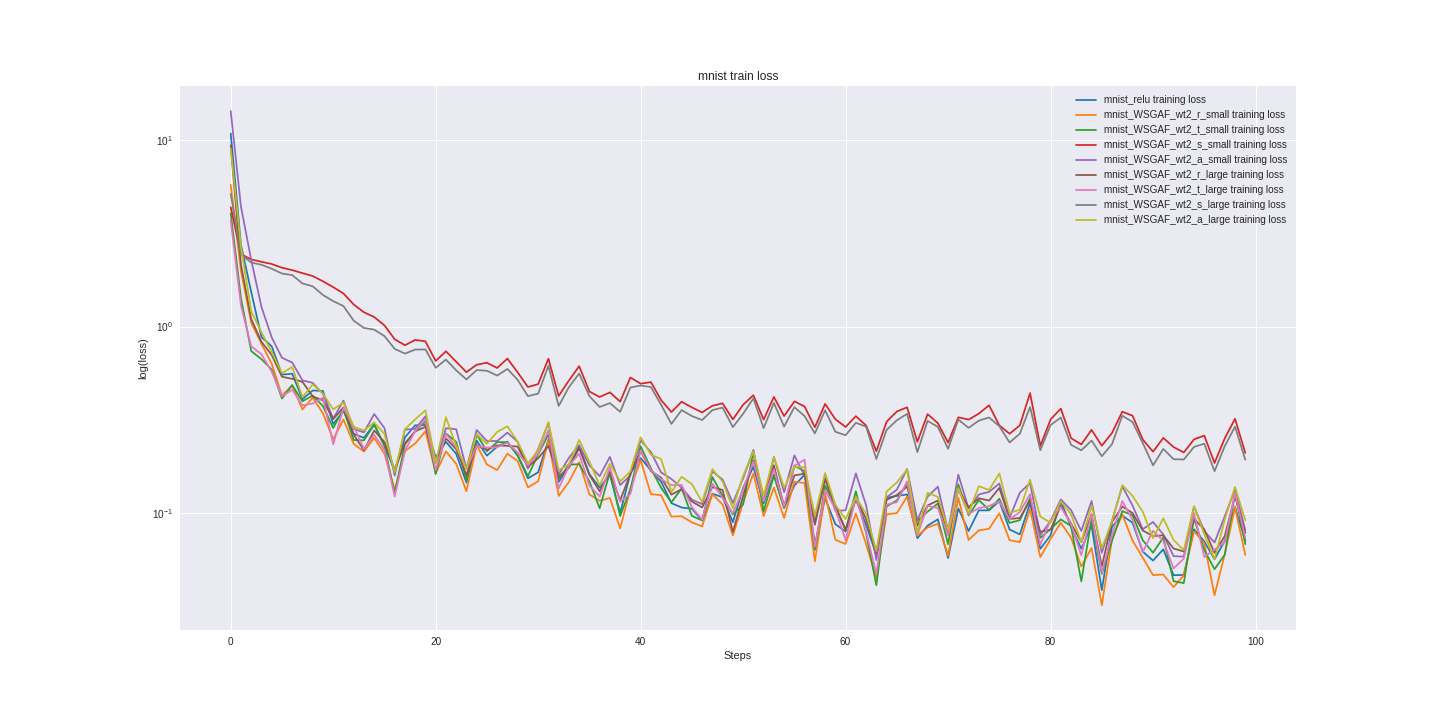 mnist train loss
mnist_relu training loss
mnist_WSGAF_wt2_r_small training loss
mnist_WSGAF_wt2_t_small training loss
mnist_WSGAF_wt2_s_small training loss
mnist_WSGAF_wt2_a_small training loss
mnist_WSGAF_wt2_r_large training loss
mnist_WSGAF_wt2_t_large training loss
mnist_WSGAF_wt2_s_large training loss
mnist_WSGAF_wt2_a_large training loss
10¹
10⁰
10⁻¹
log(loss)
0 20 40 60 80 100
Steps